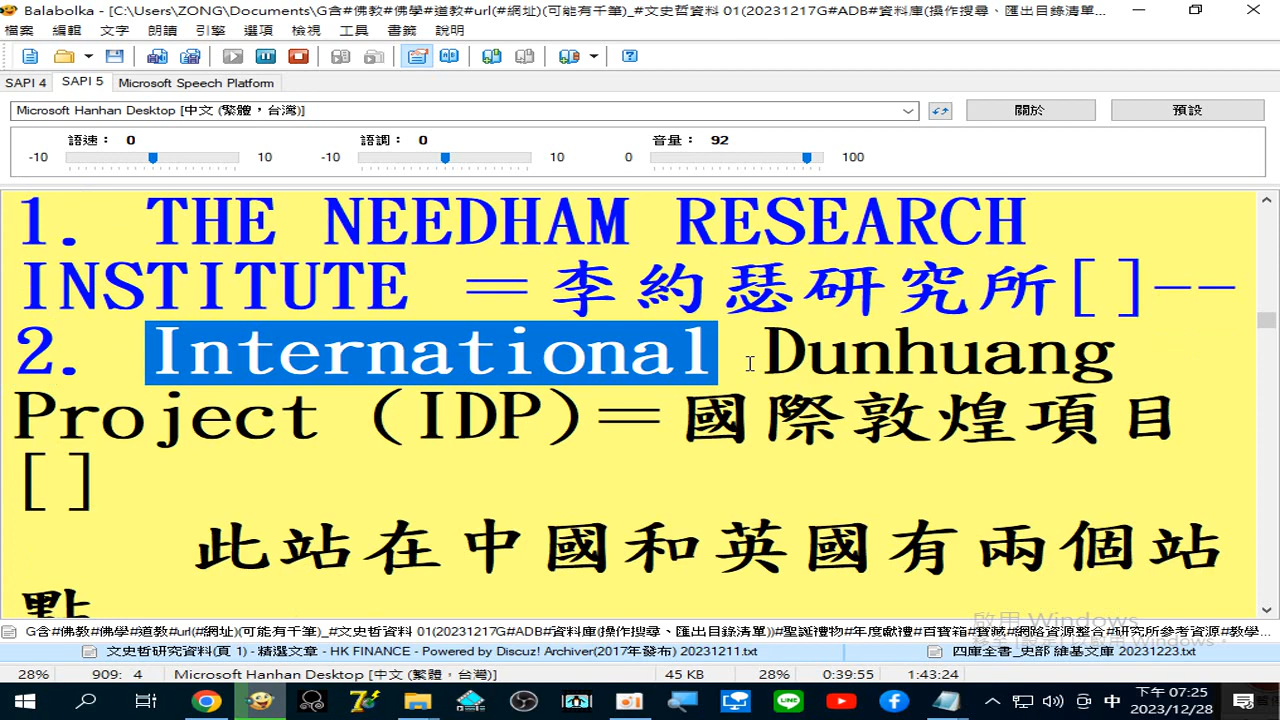 Balabolka - [C:\Users\ZONG\Documents\G含#佛教#佛學#道教#url(#網址)(可能有千筆)_#文史哲資料 01(20231217G#ADB#資料庫(操作搜尋、匯出目錄清單...
檔案 編輯 文字 朗讀 引擎 選項 檢視 工具 書籤 說明
SAPI 4 SAPI 5 Microsoft Speech Platform
Microsoft Hanhan Desktop [中文 (繁體，台灣)] 關於 預設
語速： 0 語調： 0 音量： 92
-10 10 -10 10 0 100
1. THE NEEDHAM RESEARCH
INSTITUTE ＝李約瑟研究所[]--
2. International Dunhuang
Project (IDP)＝國際敦煌項目
[]
此站在中國和英國有兩個站
點
啟用 Windows
G含#佛教#佛學#道教#url(#網址)(可能有千筆)_#文史哲資料 01(20231217G#ADB#資料庫(操作搜尋、匯出目錄清單))#聖誕禮物#年度獻禮#百寶箱#寶藏#網路資源整合#研究所參考資源#教學...
文史哲研究資料(頁 1) - 精選文章 - HK FINANCE - Powered by Discuz! Archiver(2017年發布) 20231211.txt 四庫全書_史部 維基文庫 20231223.txt
28% 909: 4 Microsoft Hanhan Desktop [中文 (繁體，台灣)] 45 KB 28% 0:39:55 1:43:24
中 下午 07:25
2023/12/28